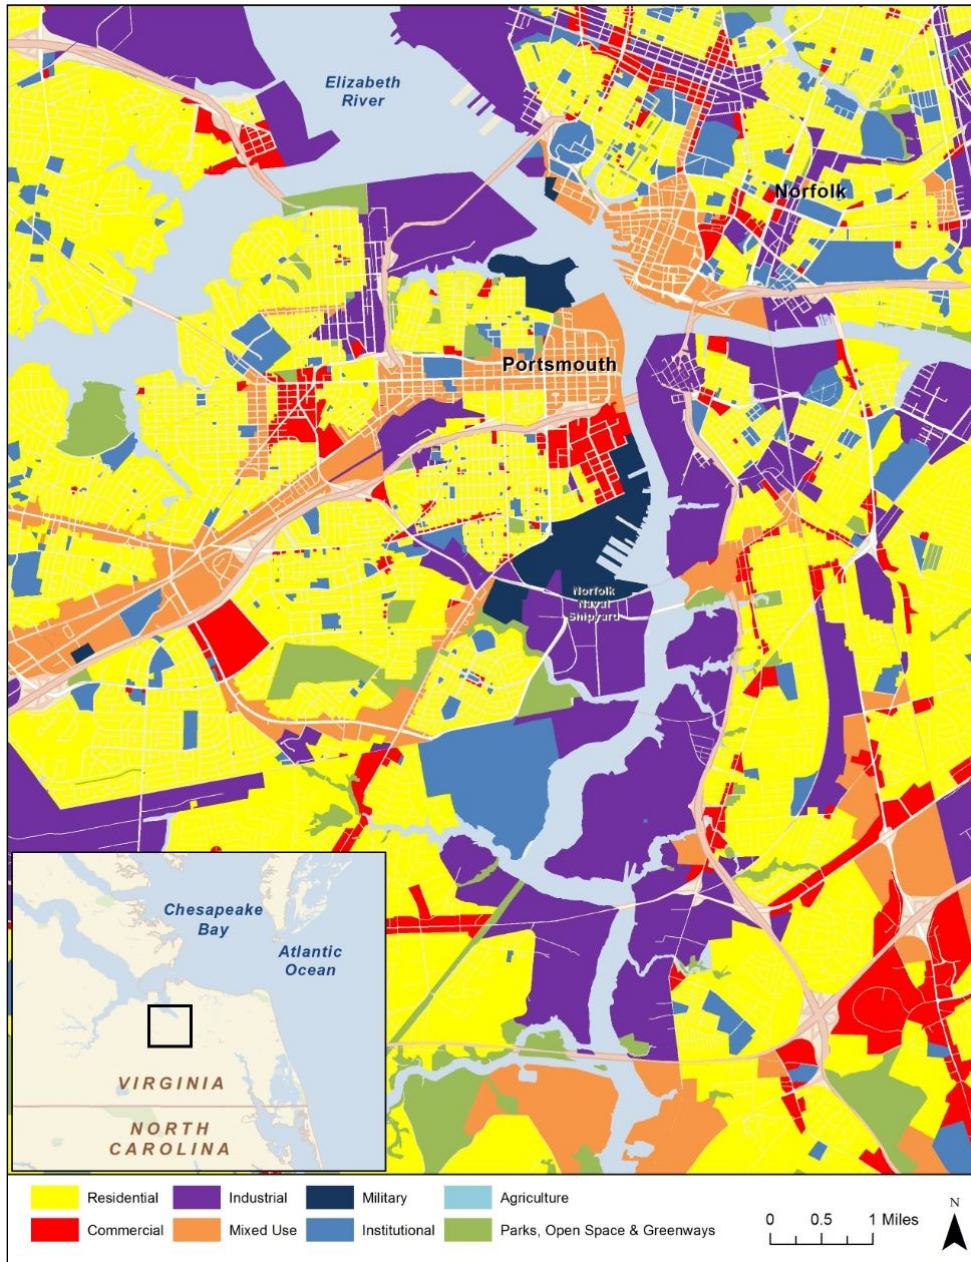 Elizabeth
River
Norfolk
Portsmouth
Norfolk
Naval
Shipyard
Chesapeake
Bay
Atlantic
Ocean
VIRGINIA
NORTH
CAROLINA
Residential
Industrial
Military
Agriculture
Commercial
Mixed Use
Institutional
Parks, Open Space & Greenways
0 0.5 1 Miles
N